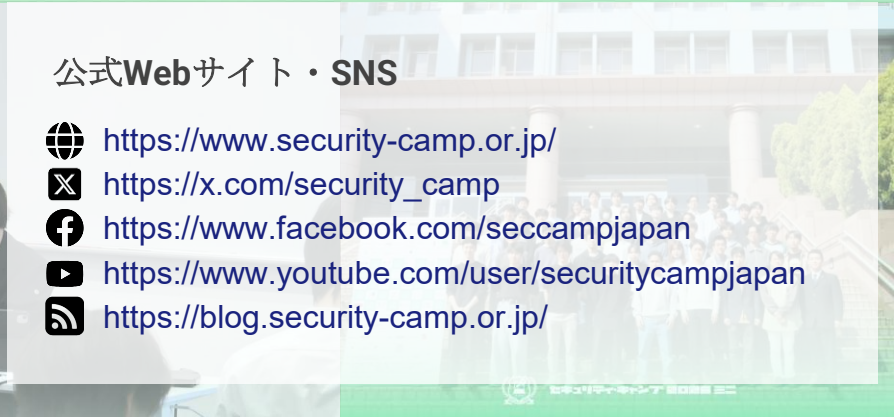 公式Webサイト・SNS
https://www.security-camp.or.jp/
https://x.com/security_camp
https://www.facebook.com/seccampjapan
https://www.youtube.com/user/securitycampjapan
https://blog.security-camp.or.jp/